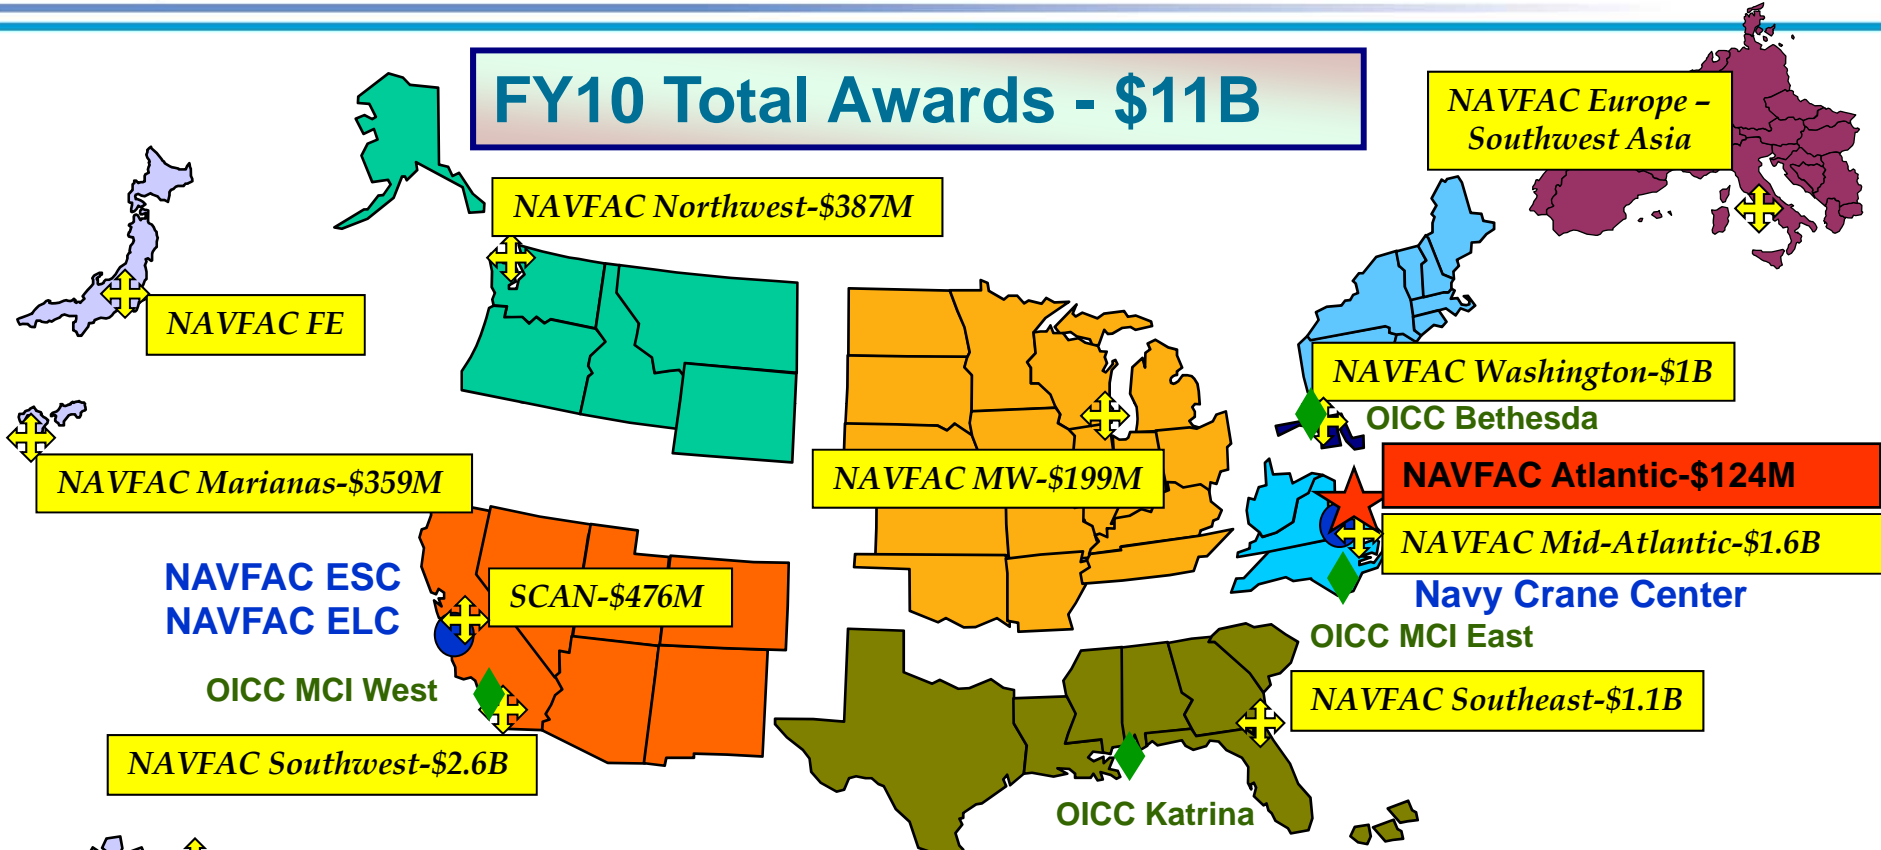 FY10 Total Awards - $11B
NAVFAC Europe –
Southwest Asia
NAVFAC Northwest-$387M
NAVFAC FE
NAVFAC Washington-$1B
OICC Bethesda
NAVFAC Marianas-$359M
NAVFAC MW-$199M
NAVFAC Atlantic-$124M
NAVFAC Mid-Atlantic-$1.6B
NAVFAC ESC
NAVFAC ELC
SCAN-$476M
Navy Crane Center
OICC MCI East
OICC MCI West
NAVFAC Southeast-$1.1B
NAVFAC Southwest-$2.6B
OICC Katrina